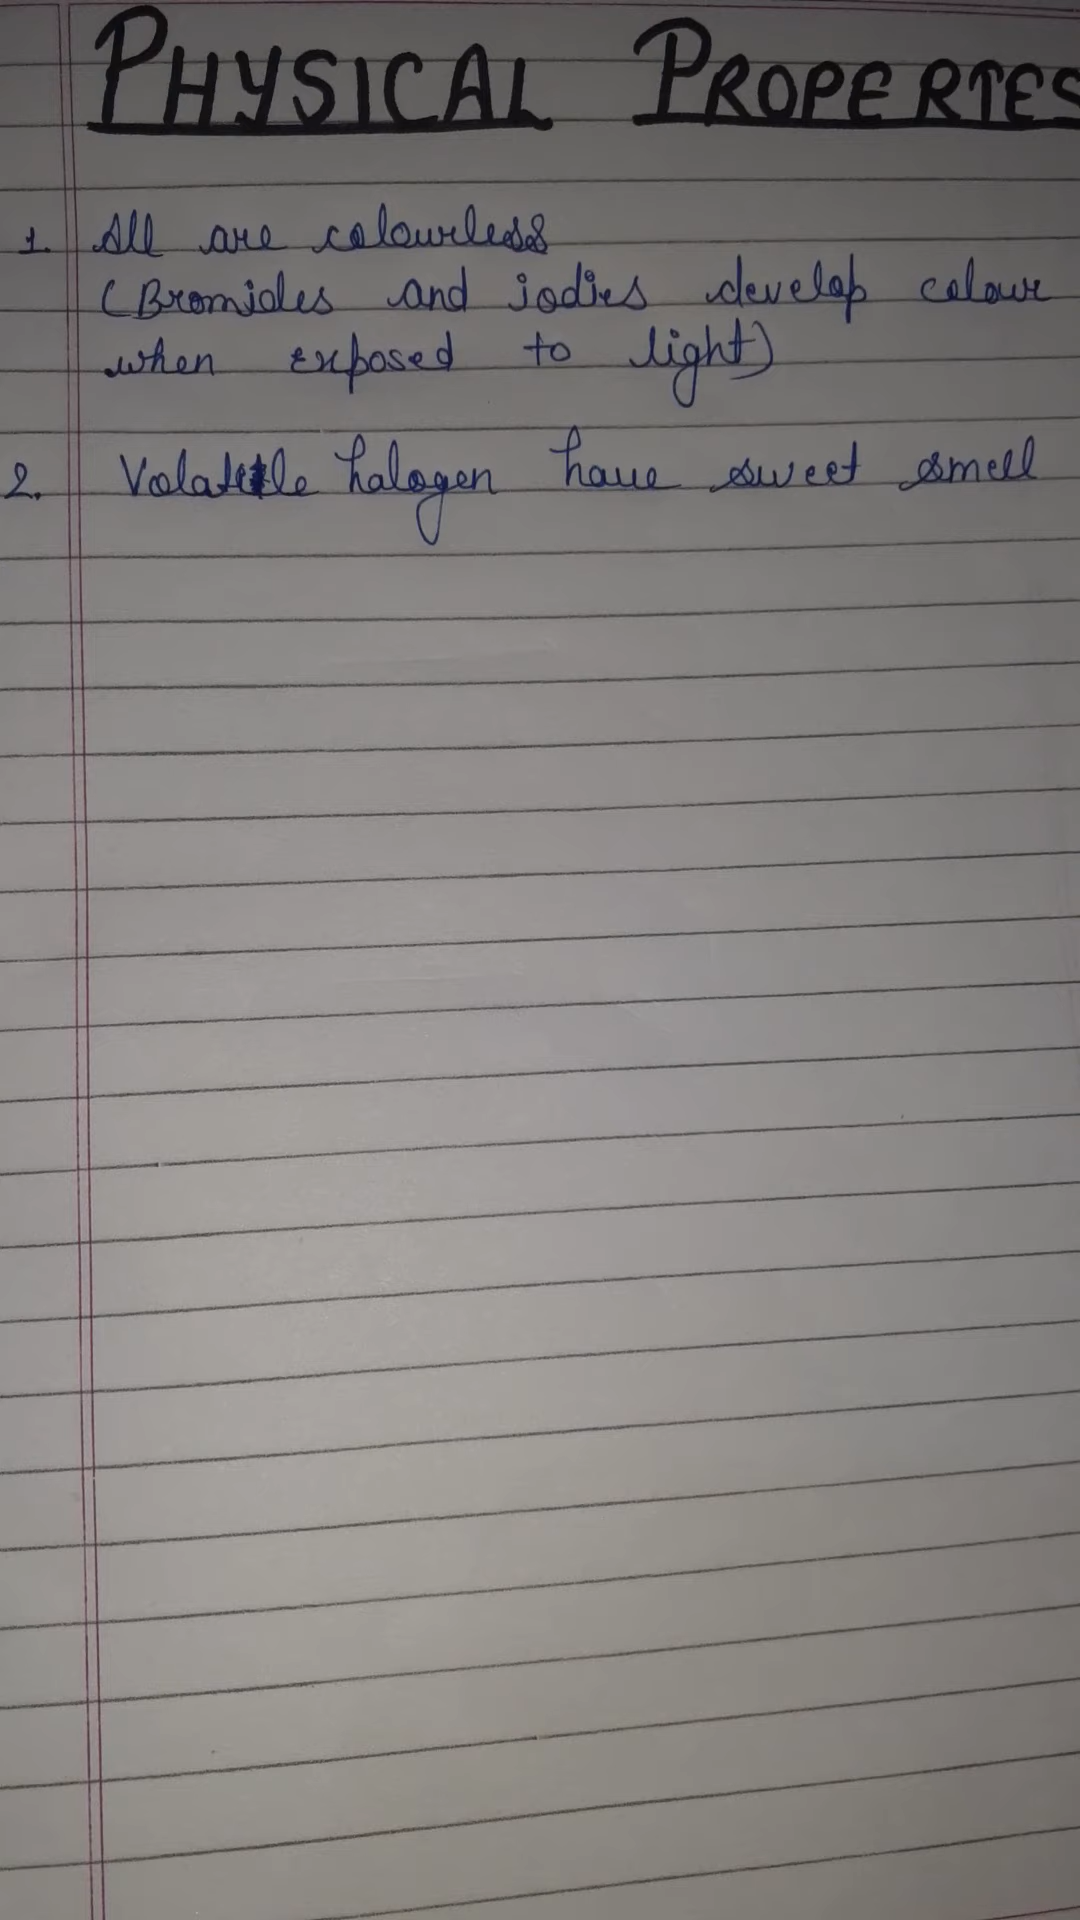 PHYSICAL PROPERTES
1. All are colourless
(Bromides and iodies develop colour
when exposed to light)
2. Volatile halogen have sweet smell